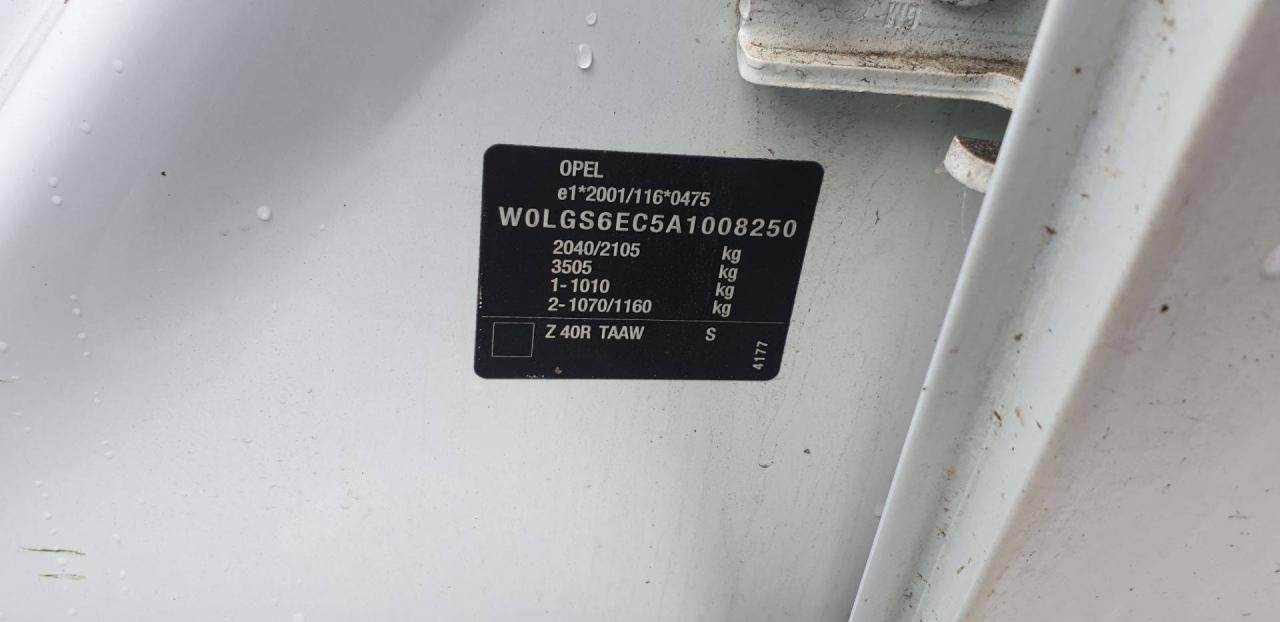 GM
OPEL
e1*2001/116*0475
W0LGS6EC5A1008250
2040/2105 kg
3505 kg
1-1010 kg
2-1070/1160 kg
Z 40R TAAW S
4177